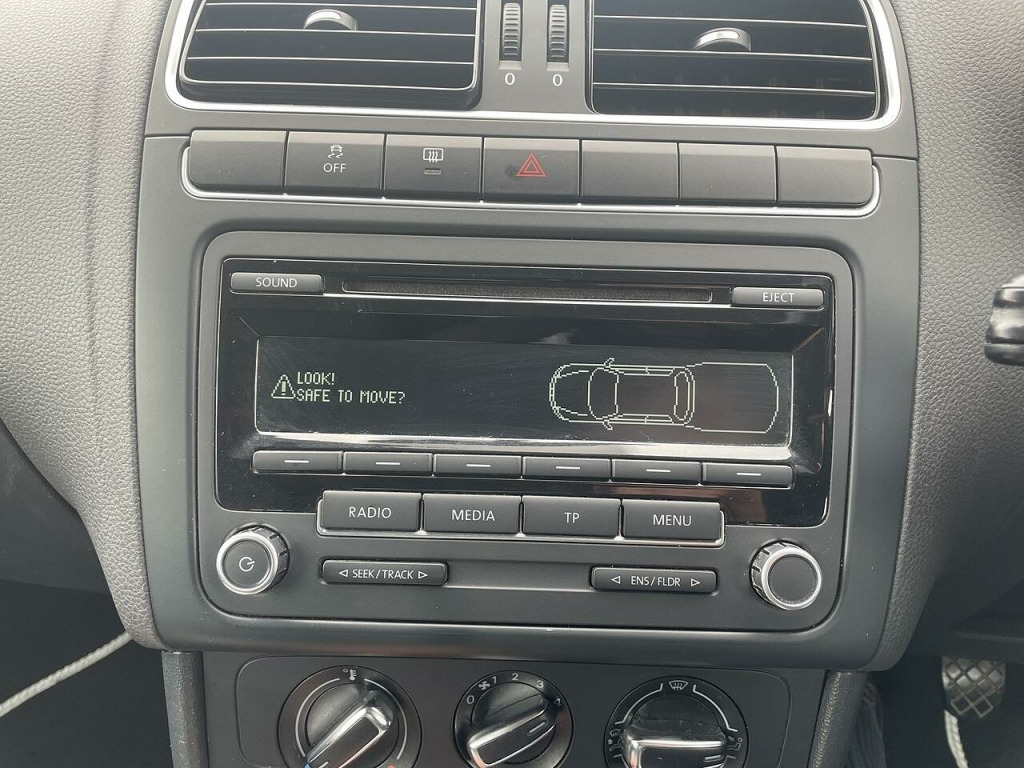 0 0
OFF
SOUND
EJECT
LOOK!
SAFE TO MOVE?
RADIO MEDIA TP MENU
SEEK/TRACK
ENS/FLDR
0 1 2 3